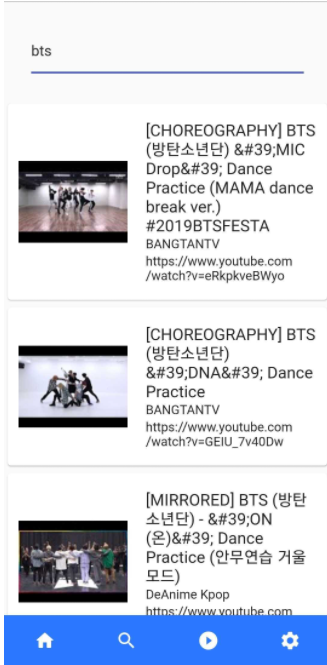 bts
[CHOREOGRAPHY] BTS
(방탄소년단) &#39;MIC
Drop&#39; Dance
Practice (MAMA dance
break ver.)
#2019BTSFESTA
BANGTANTV
https://www.youtube.com
/watch?v=eRkpkveBWyo
[CHOREOGRAPHY] BTS
(방탄소년단)
&#39;DNA&#39; Dance
Practice
BANGTANTV
https://www.youtube.com
/watch?v=GEIU_7v40Dw
[MIRRORED] BTS (방탄
소년단) - &#39;ON
(온)&#39; Dance
Practice (안무연습 거울
모드)
DeAnime Kpop
https://www.youtube.com